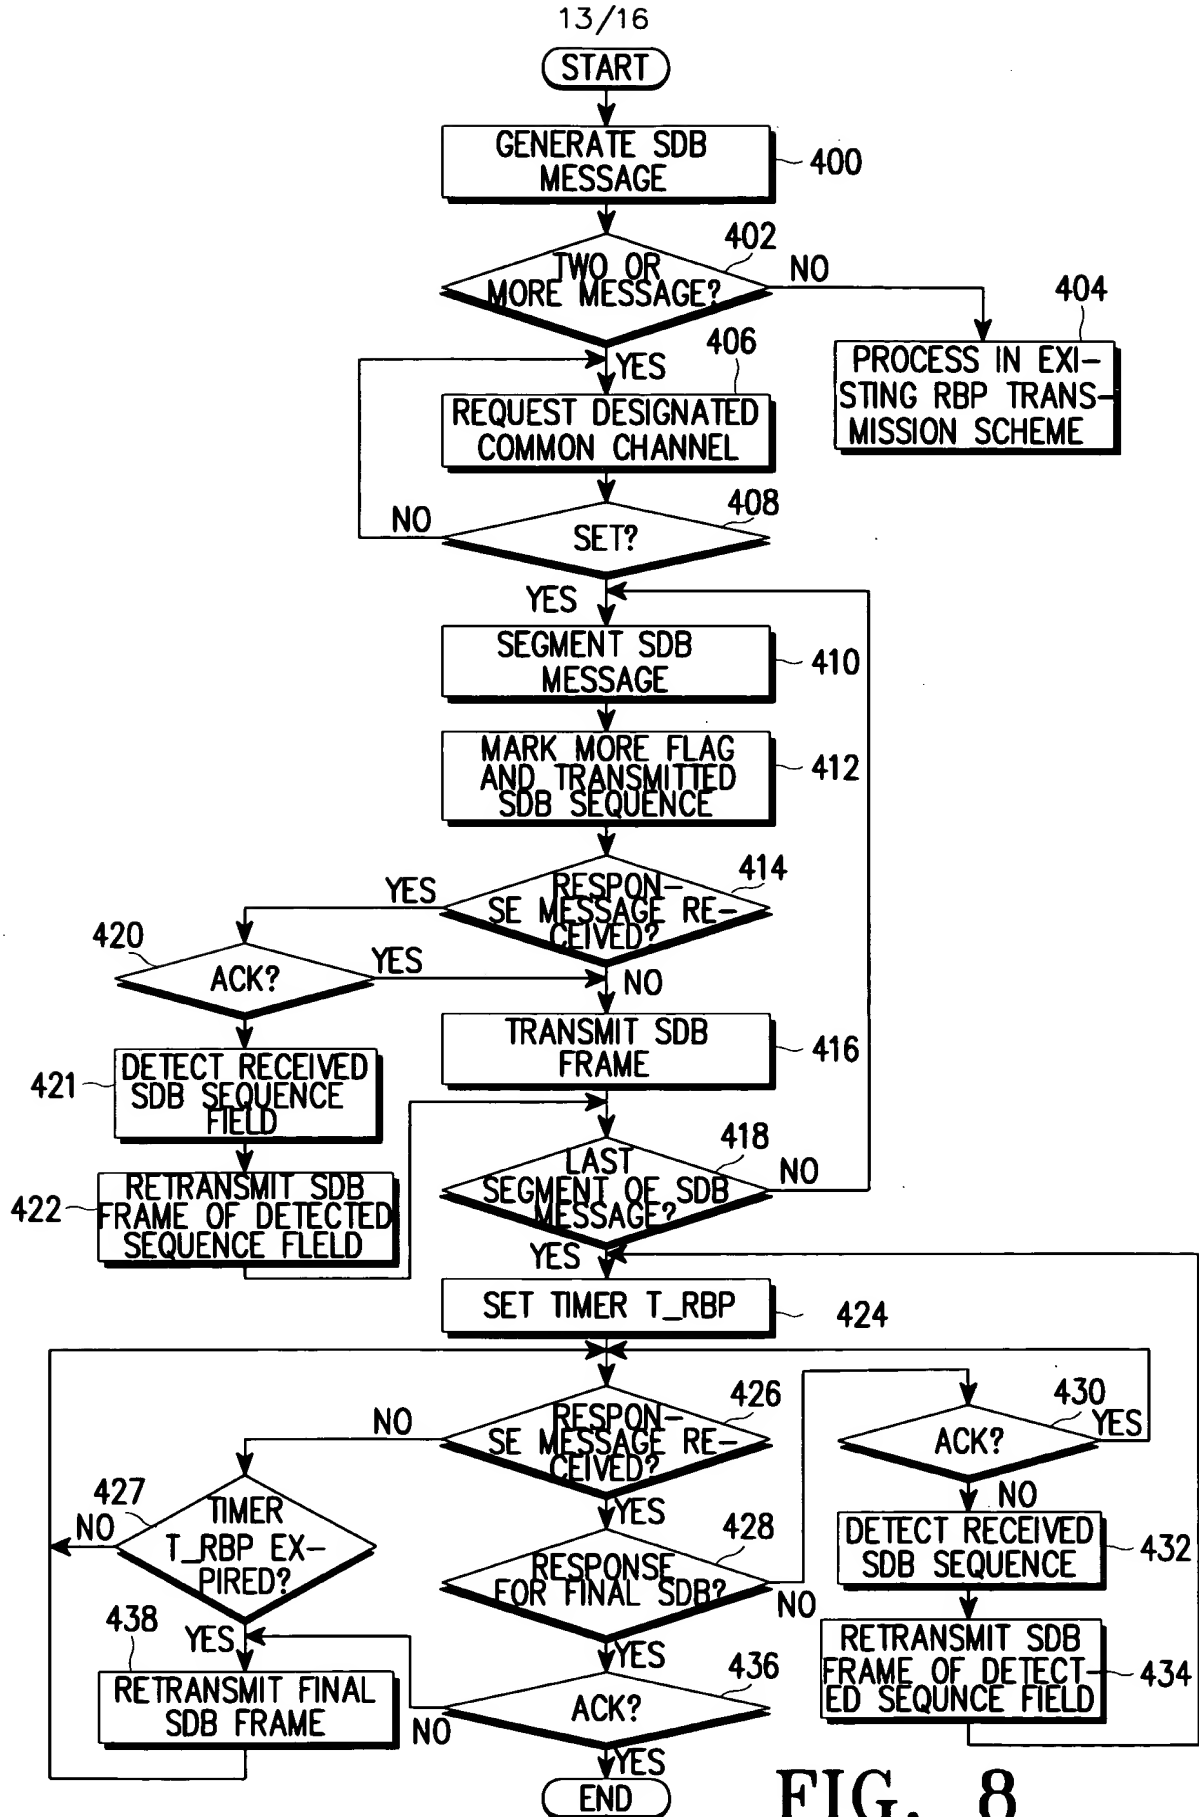 13/16
START
GENERATE SDB
MESSAGE
400
402
TWO OR
MORE MESSAGE?
NO
404
PROCESS IN EXI-
STING RBP TRANS-
MISSION SCHEME
YES
406
REQUEST DESIGNATED
COMMON CHANNEL
408
NO
SET?
YES
SEGMENT SDB
MESSAGE
410
MARK MORE FLAG
AND TRANSMITTED
SDB SEQUENCE
412
414
YES
RESPON-
SE MESSAGE RE-
CEIVED?
420
ACK?
YES
NO
TRANSMIT SDB
FRAME
416
421
DETECT RECEIVED
SDB SEQUENCE
FIELD
418
LAST
SEGMENT OF SDB
MESSAGE?
NO
422
RETRANSMIT SDB
FRAME OF DETECTED
SEQUENCE FLELD
YES
SET TIMER T_RBP
424
426
NO
RESPON-
SE MESSAGE RE-
CEIVED?
430
ACK?
YES
427
TIMER
T_RBP EX-
PIRED?
NO
YES
428
RESPONSE
FOR FINAL SDB?
NO
NO
DETECT RECEIVED
SDB SEQUENCE
432
438
YES
RETRANSMIT FINAL
SDB FRAME
YES
436
ACK?
NO
RETRANSMIT SDB
FRAME OF DETECT-
ED SEQUNCE FIELD
434
YES
END
FIG. 8